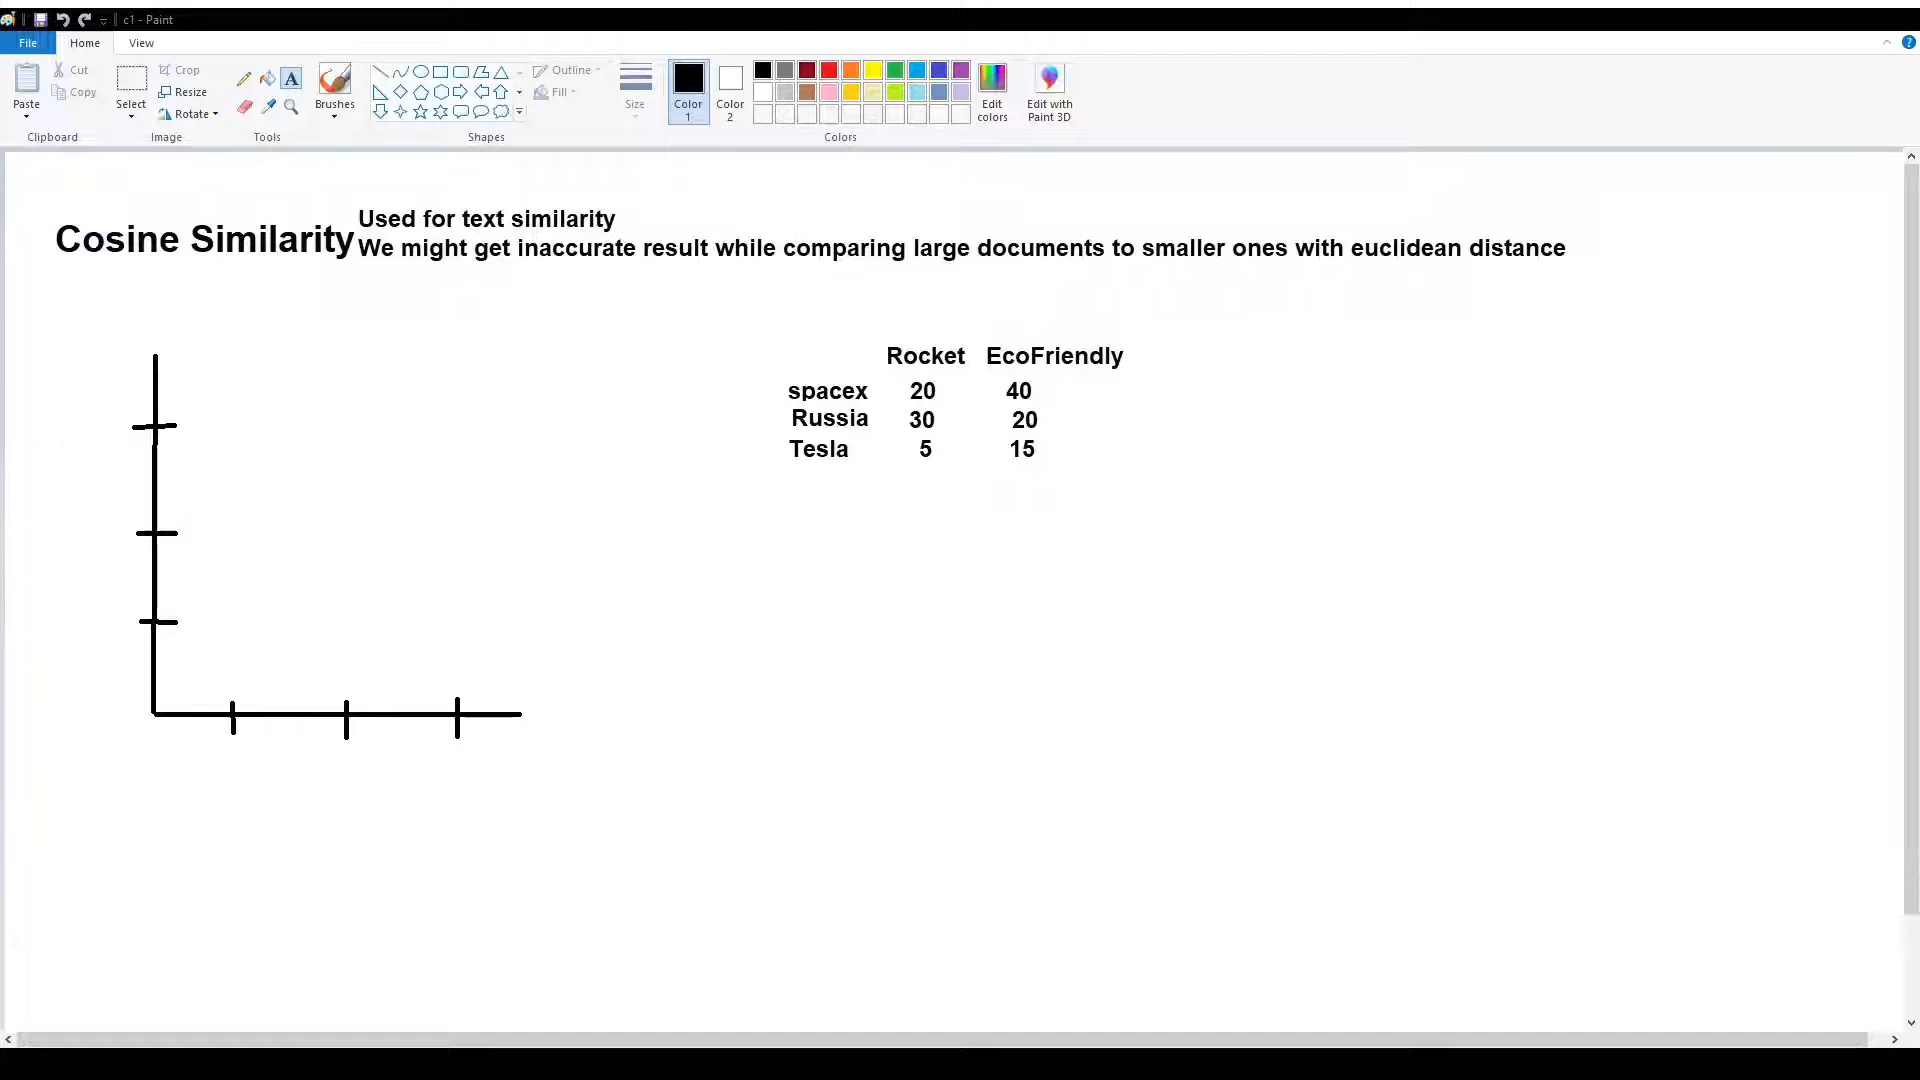 c1 - Paint
File Home View
Paste
Cut
Copy
Clipboard
Select
Crop
Resize
Rotate
Image
Tools
Brushes
Shapes
Outline
Fill
Size
Color 1
Color 2
Colors
Edit colors
Edit with Paint 3D
Cosine Similarity
Used for text similarity
We might get inaccurate result while comparing large documents to smaller ones with euclidean distance
Rocket EcoFriendly
spacex 20 40
Russia 30 20
Tesla 5 15